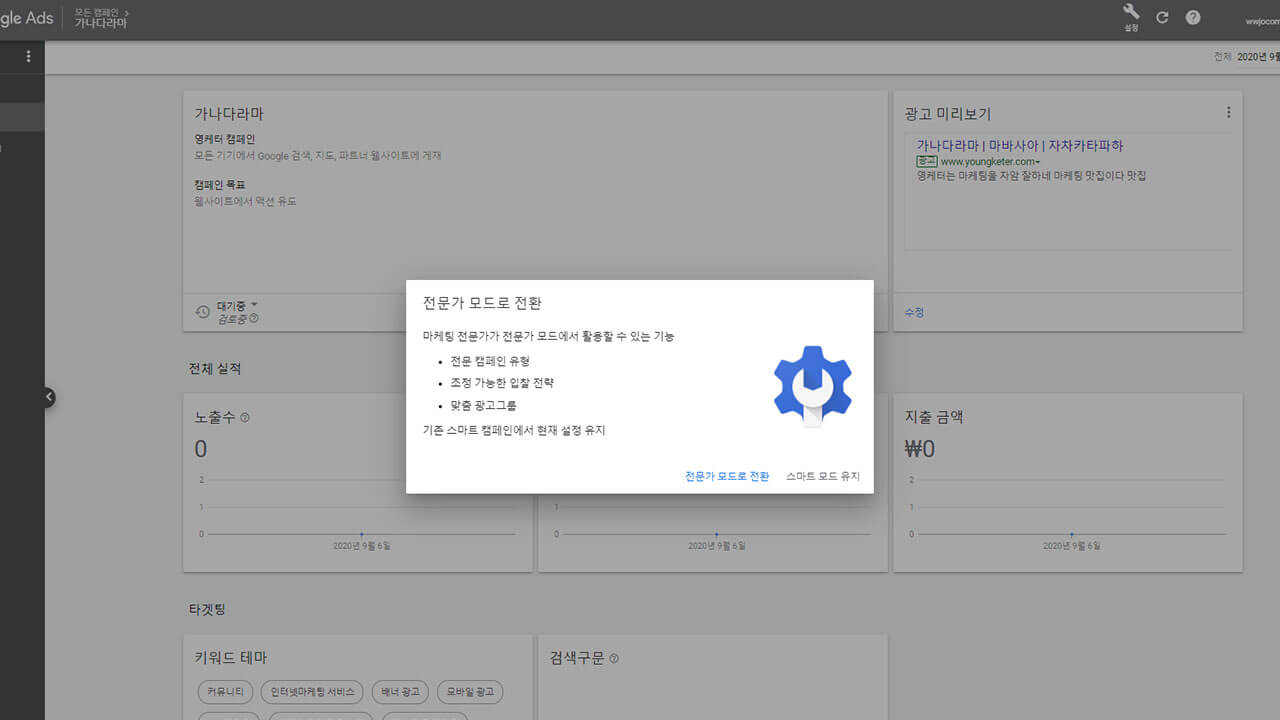 gle Ads
모든 캠페인 >
가나다라마
설정
wwjocom
전체 2020년 9월
가나다라마
영케터 캠페인
모든 기기에서 Google 검색, 지도, 파트너 웹사이트에 게재
캠페인 목표
웹사이트에서 액션 유도
대기중
검토중
광고 미리보기
가나다라마 | 마바사아 | 자차카타파하
광고 www.youngketer.com
영케터는 마케팅을 자암 잘하네 마케팅 맛집이다 맛집
수정
전문가 모드로 전환
마케팅 전문가가 전문가 모드에서 활용할 수 있는 기능
• 전문 캠페인 유형
• 조정 가능한 입찰 전략
• 맞춤 광고그룹
기존 스마트 캠페인에서 현재 설정 유지
전문가 모드로 전환 스마트 모드 유지
전체 실적
노출수
0
2
1
0
2020년 9월 6일
1
0
2020년 9월 6일
지출 금액
₩0
2
1
0
2020년 9월 6일
타겟팅
키워드 테마
커뮤니티 인터넷마케팅 서비스 배너 광고 모바일 광고
검색구문